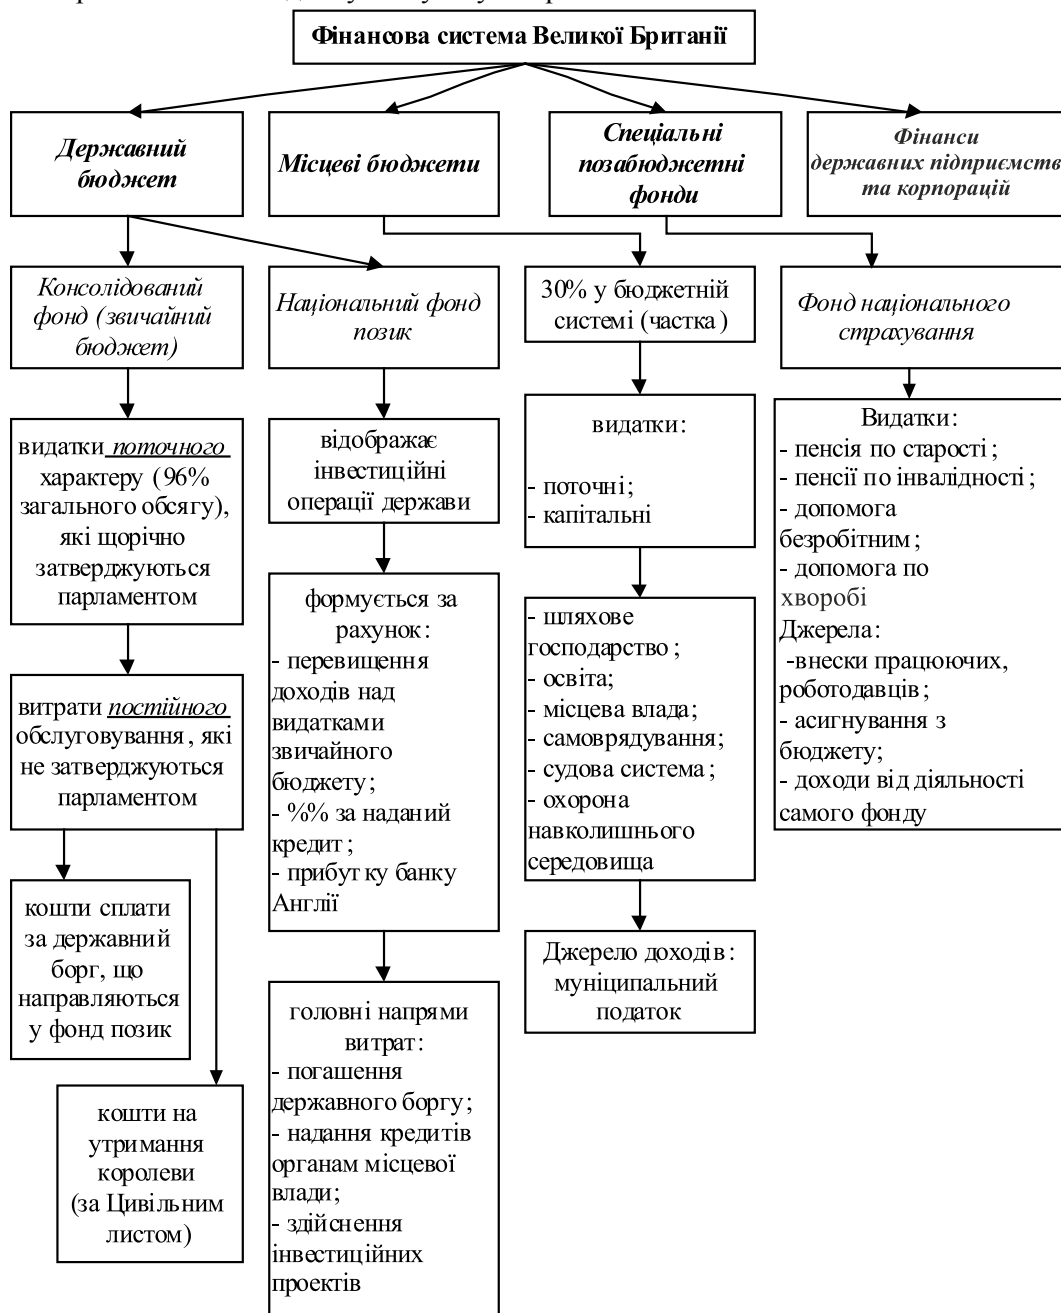 Фінансова система Великої Британії
Державний
бюджет
Місцеві бюджети
Спеціальні
позабюджетні
фонди
Фінанси
державних підприємств
та корпорацій
Консолідований
фонд (звичайний
бюджет)
Національний фонд
позик
30% у бюджетній
системі (частка)
Фонд національного
страхування
видатки поточного
характеру (96%
загального обсягу),
які щорічно
затверджуються
парламентом
відображає
інвестиційні
операції держави
видатки:
- поточні;
- капітальні
Видатки:
- пенсія по старості;
- пенсії по інвалідності;
- допомога
безробітним;
- допомога по
хворобі
Джерела:
-внески працюючих,
роботодавців;
- асигнування з
бюджету;
- доходи від діяльності
самого фонду
витрати постійного
обслуговування, які
не затверджуються
парламентом
формується за
рахунок:
- перевищення
доходів над
видатками
звичайного
бюджету;
- %% за наданий
кредит;
- прибутку банку
Англії
- шляхове
господарство;
- освіта;
- місцева влада;
- самоврядування;
- судова система;
- охорона
навколишнього
середовища
кошти сплати
за державний
борг, що
направляються
у фонд позик
Джерело доходів:
муніципальний
податок
головні напрями
витрат:
- погашення
державного боргу;
- надання кредитів
органам місцевої
влади;
- здійснення
інвестиційних
проектів
кошти на
утримання
королеви
(за Цивільним
листом)